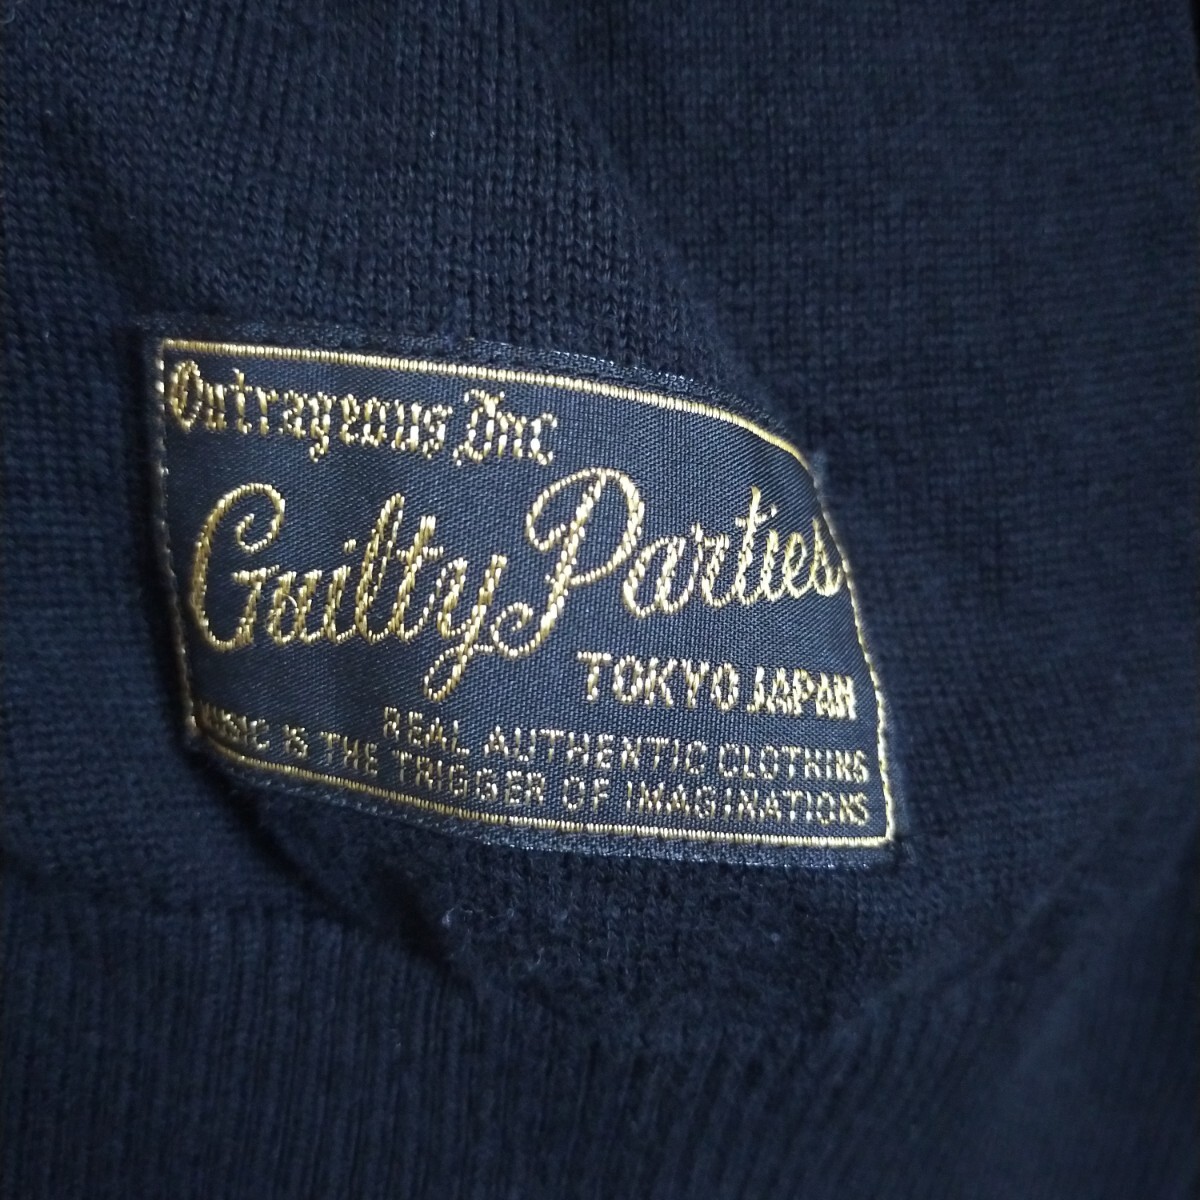 Outrageous Inc
Guilty Parties
TOKYO JAPAN
REAL AUTHENTIC CLOTHING
MUSIC IS THE TRIGGER OF IMAGINATIONS